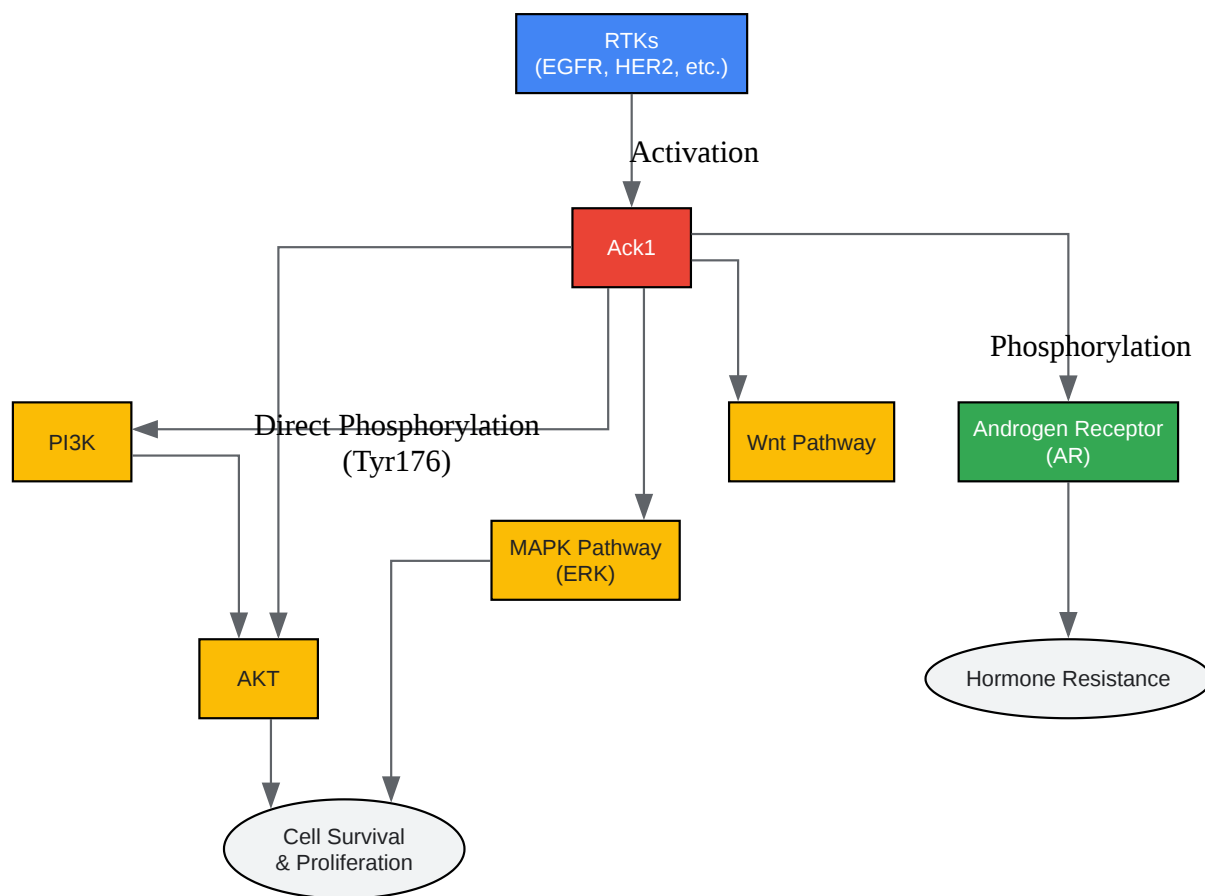 RTKs
(EGFR, HER2, etc.)
Activation
Ack1
Phosphorylation
PI3K
Direct Phosphorylation
(Tyr176)
Wnt Pathway
Androgen Receptor
(AR)
MAPK Pathway
(ERK)
AKT
Hormone Resistance
Cell Survival
& Proliferation